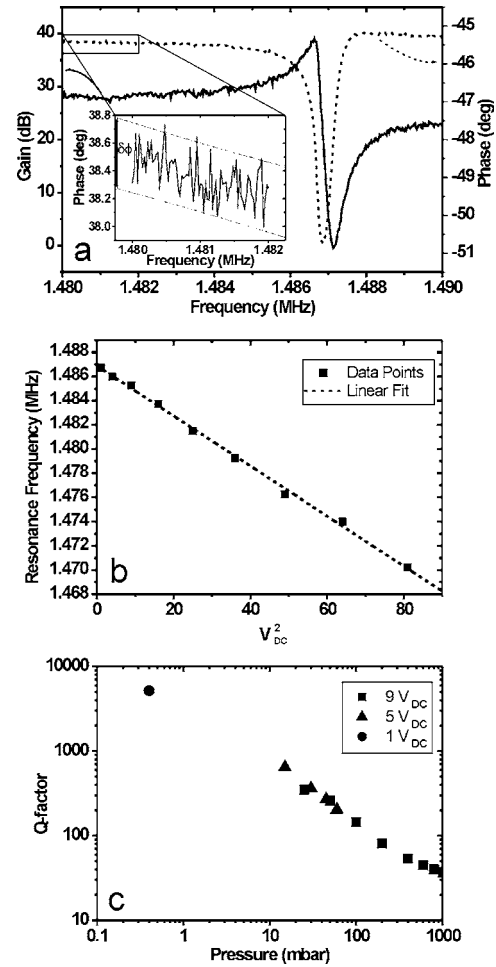 40
30
20
10
0
Gain (dB)
-45
-46
-47
-48
-49
-50
-51
Phase (deg)
38.8
38.6
38.4
38.2
38.0
Phase (deg)
δϕ
1.480 1.481 1.482
Frequency (MHz)
a
1.480 1.482 1.484 1.486 1.488 1.490
Frequency (MHz)
1.488
1.486
1.484
1.482
1.480
1.478
1.476
1.474
1.472
1.470
1.468
Resonance Frequency (MHz)
Data Points
Linear Fit
b
0 20 40 60 80
V²DC
10000
1000
100
10
Q-factor
9 VDC
5 VDC
1 VDC
c
0.1 1 10 100 1000
Pressure (mbar)